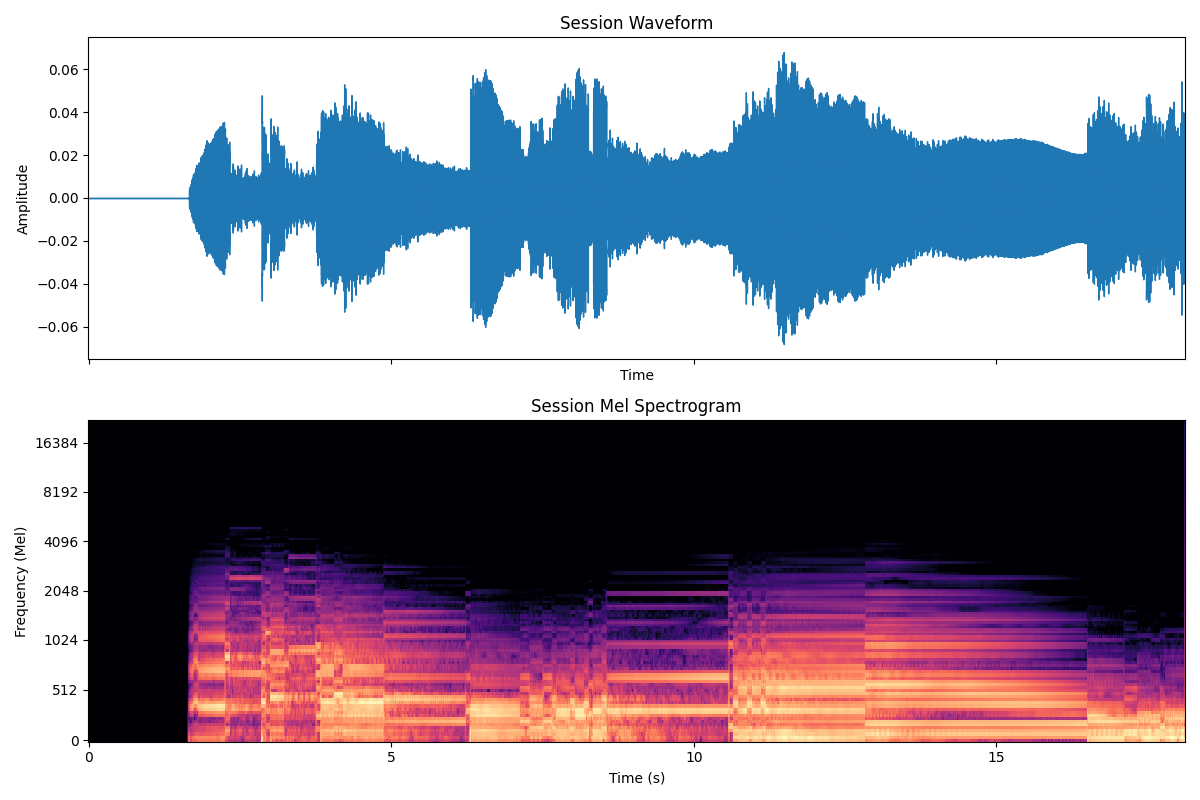 Session Waveform
0.06
0.04
0.02
0.00
−0.02
−0.04
−0.06
Amplitude
Time
Session Mel Spectrogram
16384
8192
4096
2048
1024
512
0
Frequency (Mel)
0 5 10 15
Time (s)